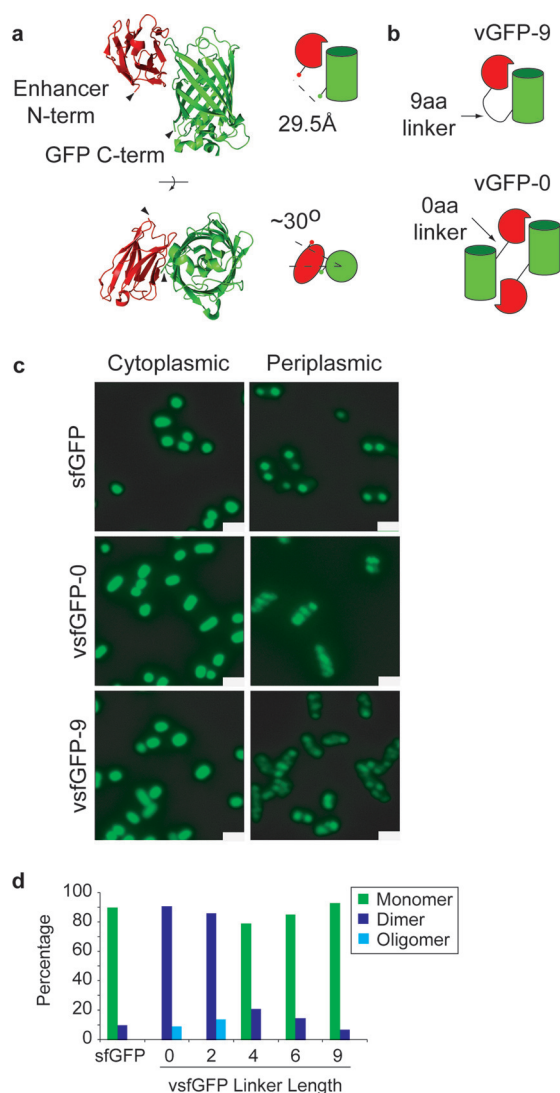 a
b
vGFP-9
Enhancer
N-term
GFP C-term
29.5Å
9aa
linker
vGFP-0
~30º
0aa
linker
c
Cytoplasmic
Periplasmic
sfGFP
vsfGFP-0
vsfGFP-9
d
100
80
60
40
20
0
Percentage
Monomer
Dimer
Oligomer
sfGFP 0 2 4 6 9
vsfGFP Linker Length